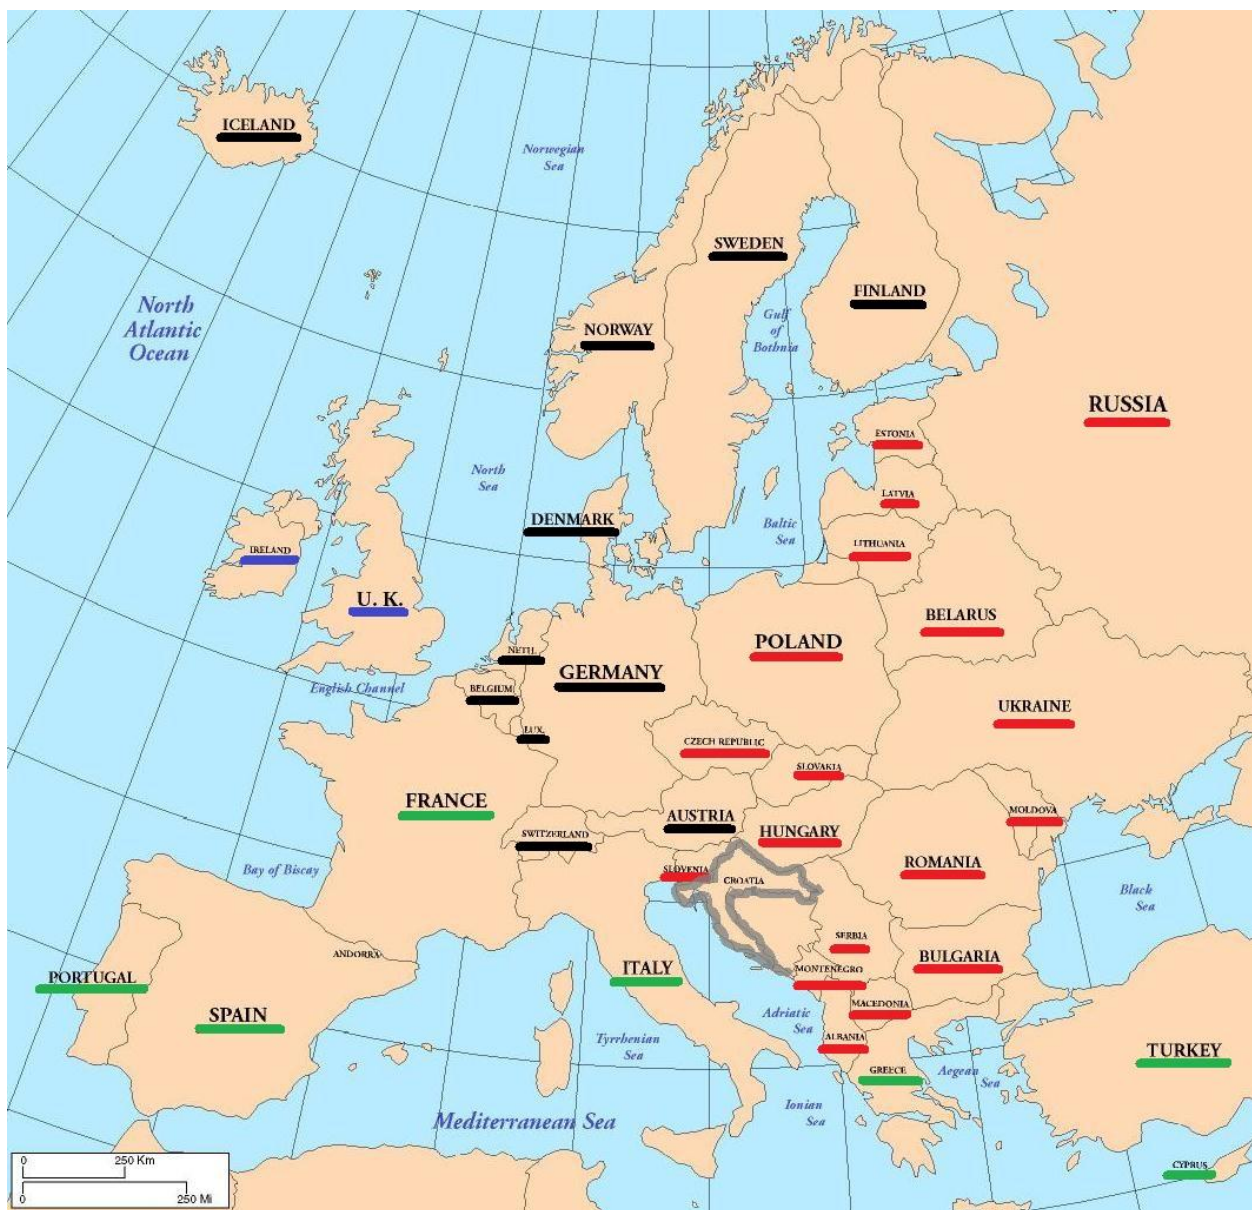 ICELAND
Norwegian
Sea
SWEDEN
FINLAND
North
Atlantic
Ocean
Gulf
of
Bothnia
NORWAY
RUSSIA
ESTONIA
North
Sea
LATVIA
DENMARK
Baltic
Sea
LITHUANIA
IRELAND
U. K.
BELARUS
POLAND
NETH.
GERMANY
English Channel
BELGIUM
UKRAINE
LUX.
CZECH REPUBLIC
SLOVAKIA
FRANCE
AUSTRIA
MOLDOVA
SWITZERLAND
HUNGARY
ROMANIA
Bay of Biscay
SLOVENIA
CROATIA
Black
Sea
SERBIA
ANDORRA
BULGARIA
PORTUGAL
ITALY
MONTENEGRO
SPAIN
MACEDONIA
Adriatic
Sea
Tyrrhenian
Sea
ALBANIA
TURKEY
GREECE
Aegean
Sea
Ionian
Sea
Mediterranean Sea
CYPRUS
0 250 Km
0 250 Mi